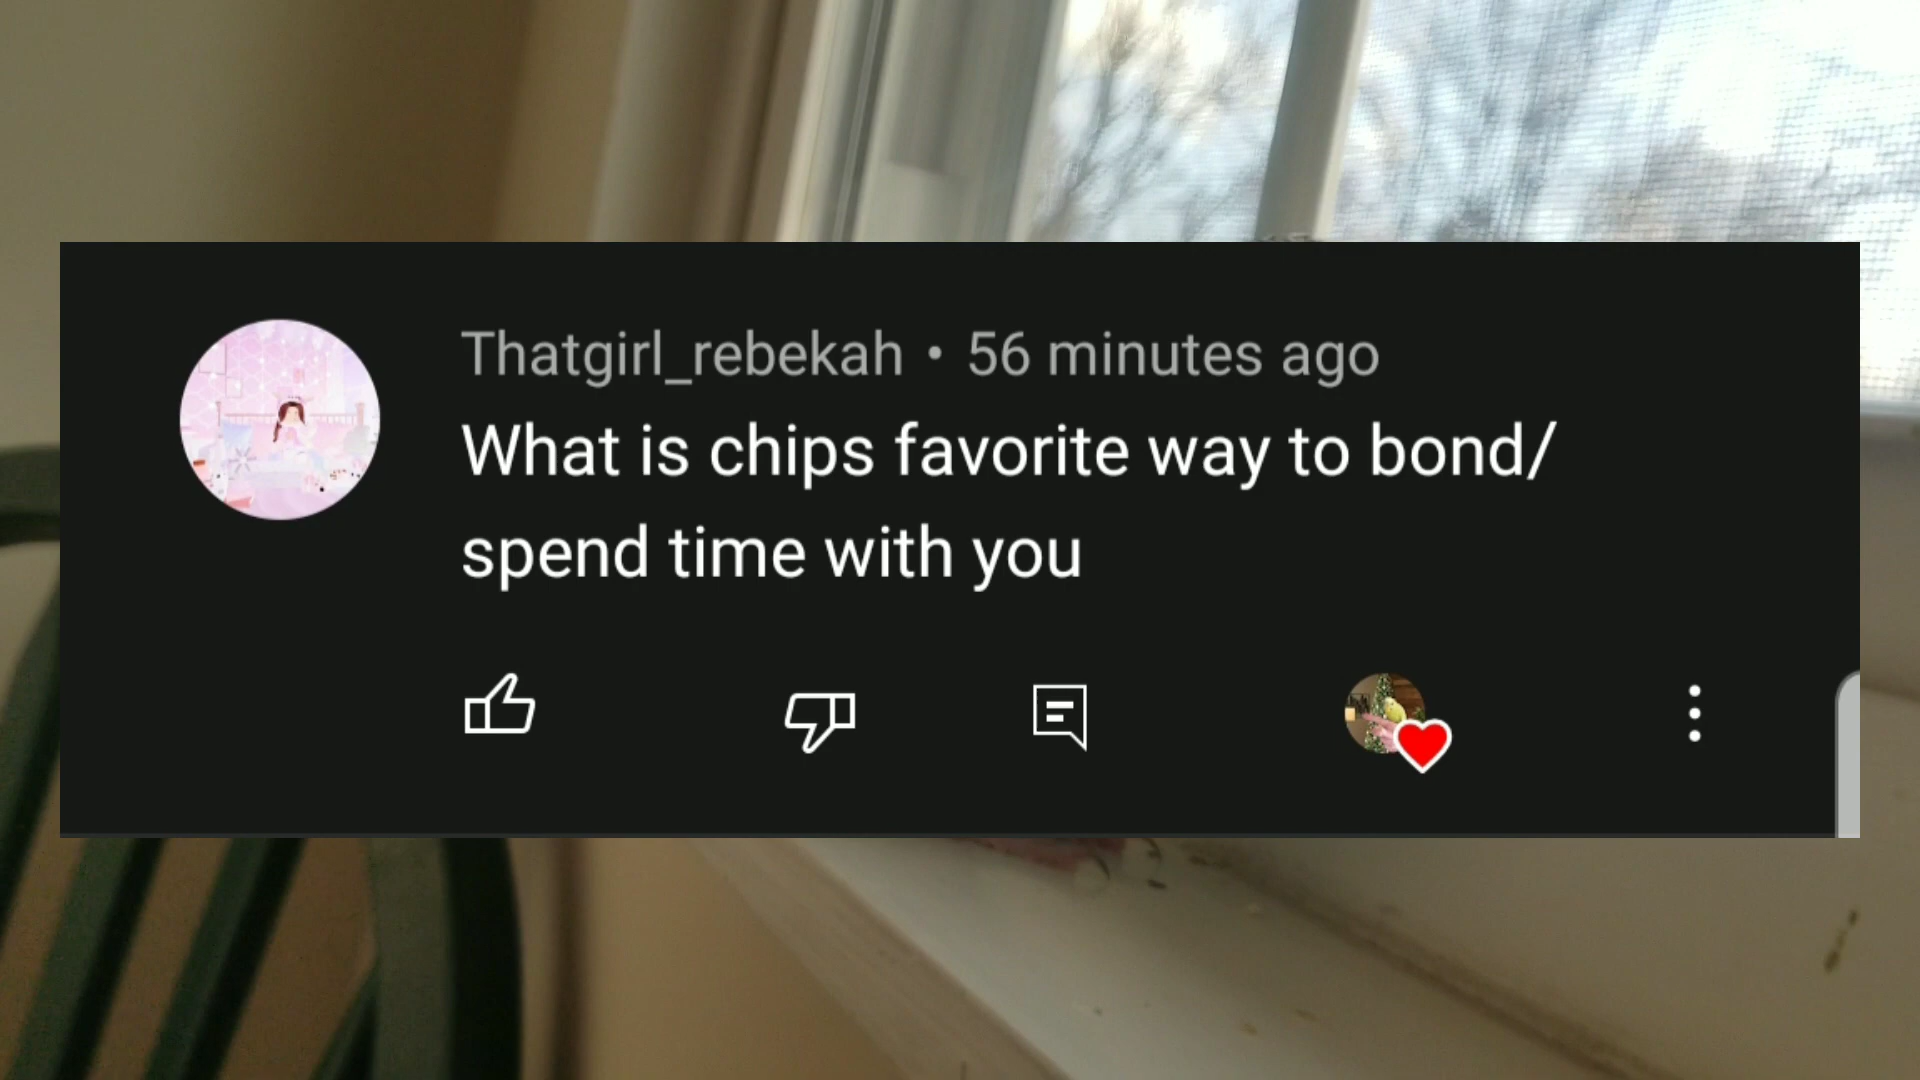 Thatgirl_rebekah • 56 minutes ago
What is chips favorite way to bond/
spend time with you